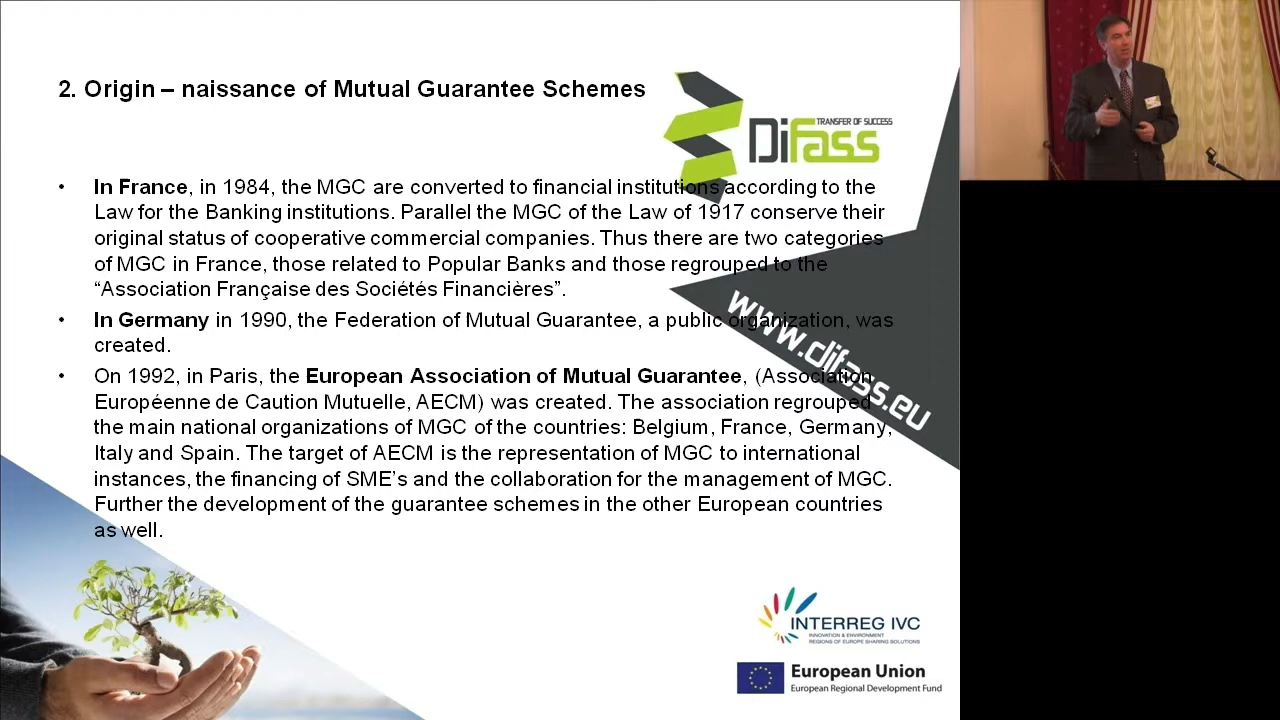 2. Origin – naissance of Mutual Guarantee Schemes
TRANSFER OF SUCCESS
Difass
• In France, in 1984, the MGC are converted to financial institutions according to the
Law for the Banking institutions. Parallel the MGC of the Law of 1917 conserve their
original status of cooperative commercial companies. Thus there are two categories
of MGC in France, those related to Popular Banks and those regrouped to the
“Association Française des Sociétés Financières”.
• In Germany in 1990, the Federation of Mutual Guarantee, a public organization, was
created.
• On 1992, in Paris, the European Association of Mutual Guarantee, (Association
Européenne de Caution Mutuelle, AECM) was created. The association regrouped
the main national organizations of MGC of the countries: Belgium, France, Germany,
Italy and Spain. The target of AECM is the representation of MGC to international
instances, the financing of SME’s and the collaboration for the management of MGC.
Further the development of the guarantee schemes in the other European countries
as well.
www.difass.eu
INTERREG IVC
INNOVATION & ENVIRONMENT
REGIONS OF EUROPE SHARING SOLUTIONS
European Union
European Regional Development Fund